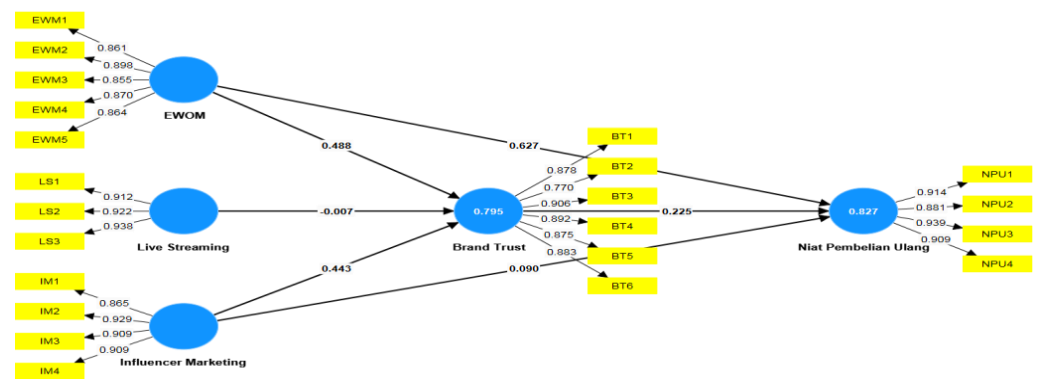 EWM1
EWM2
EWM3
EWM4
EWM5
0.861
0.898
0.855
0.870
0.864
EWOM
LS1
LS2
LS3
0.912
0.922
0.938
Live Streaming
IM1
IM2
IM3
IM4
0.865
0.929
0.909
0.909
Influencer Marketing
0.488
-0.007
0.443
0.627
0.225
0.090
0.795
Brand Trust
0.878
0.770
0.906
0.892
0.875
0.883
BT1
BT2
BT3
BT4
BT5
BT6
0.827
Niat Pembelian Ulang
0.914
0.881
0.939
0.909
NPU1
NPU2
NPU3
NPU4